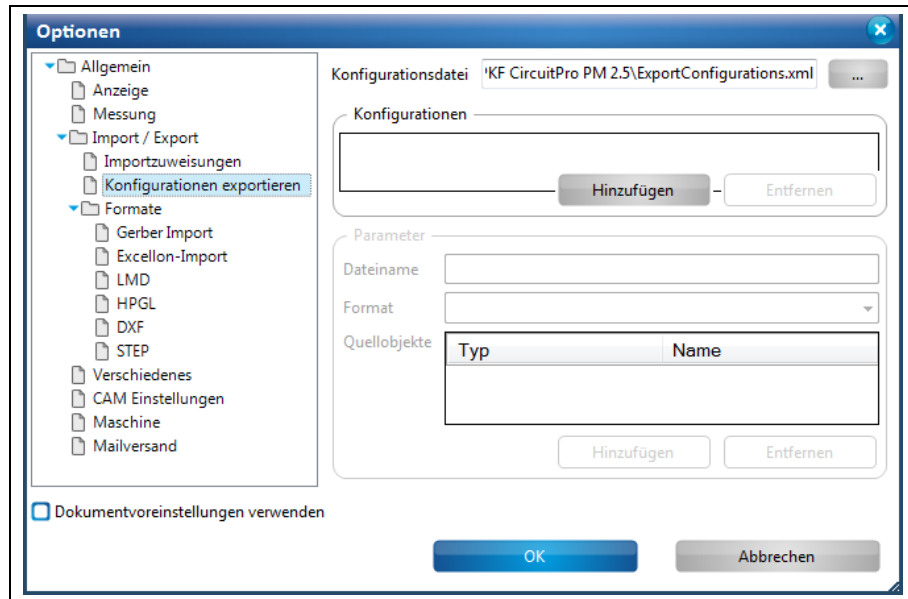 Optionen
Allgemein
Anzeige
Messung
Import / Export
Importzuweisungen
Konfigurationen exportieren
Formate
Gerber Import
Excellon-Import
LMD
HPGL
DXF
STEP
Verschiedenes
CAM Einstellungen
Maschine
Mailversand
Dokumentvoreinstellungen verwenden
Konfigurationsdatei 'KF CircuitPro PM 2.5\ExportConfigurations.xml ...
Konfigurationen
Hinzufügen Entfernen
Parameter
Dateiname
Format
Quellobjekte Typ Name
Hinzufügen Entfernen
OK Abbrechen